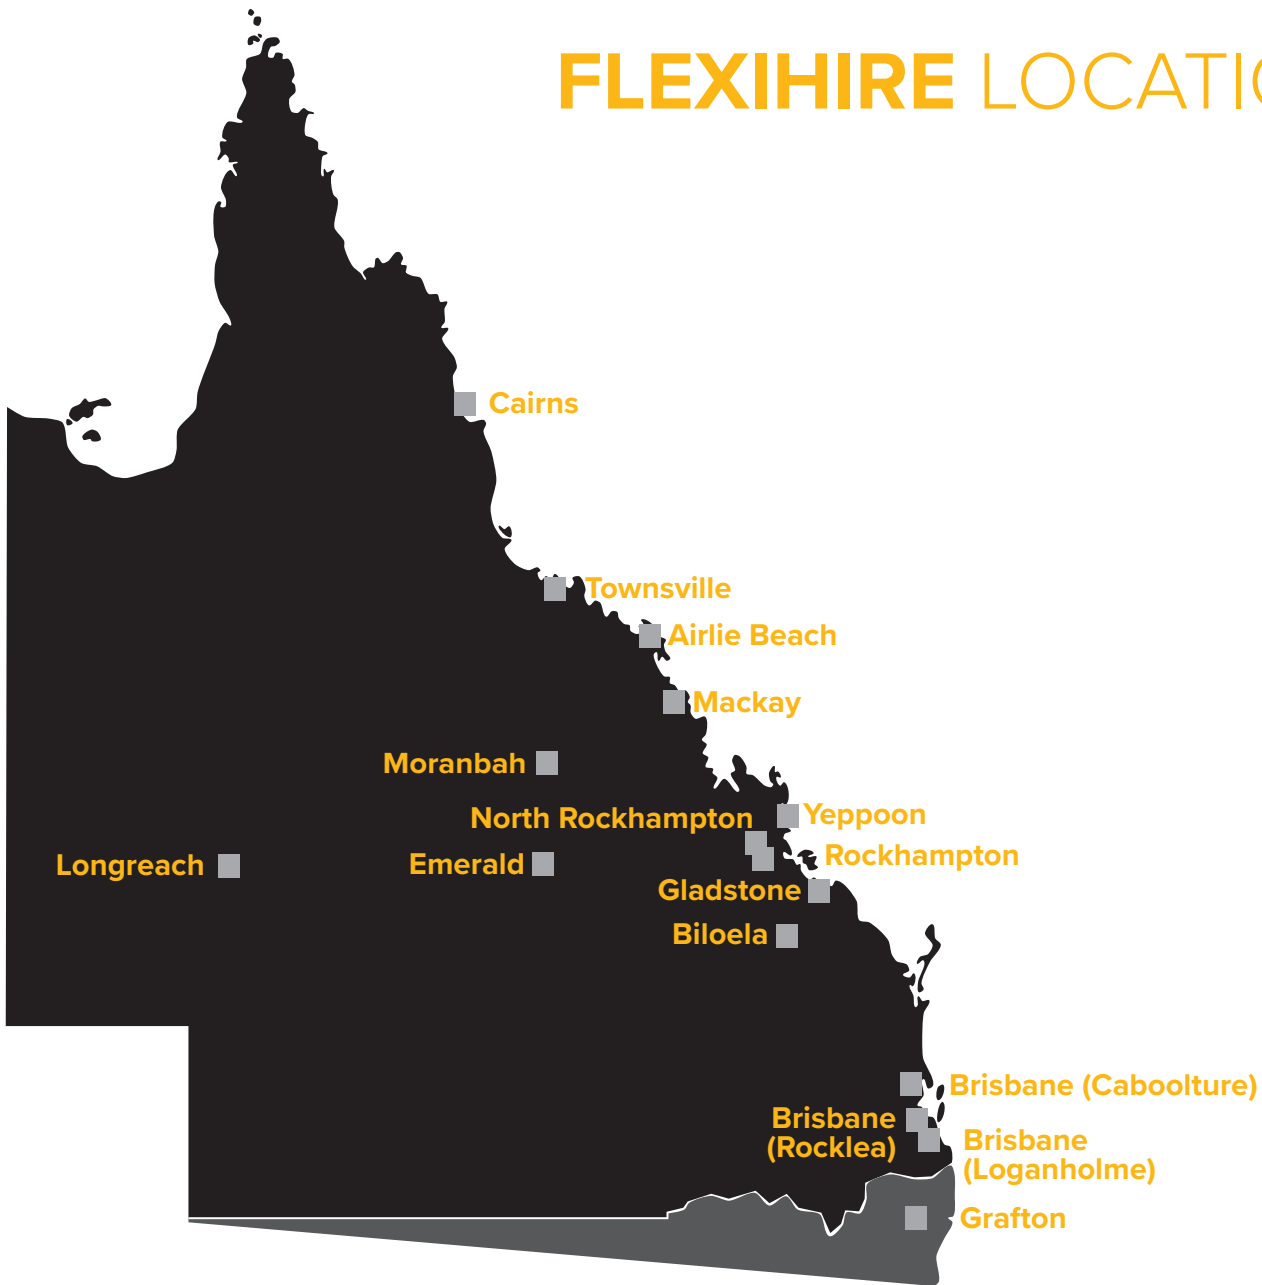 FLEXIHIRE LOCATIO
Cairns
Townsville
Airlie Beach
Mackay
Moranbah
North Rockhampton
Yeppoon
Longreach
Emerald
Rockhampton
Gladstone
Biloela
Brisbane (Caboolture)
Brisbane
(Rocklea)
Brisbane
(Loganholme)
Grafton